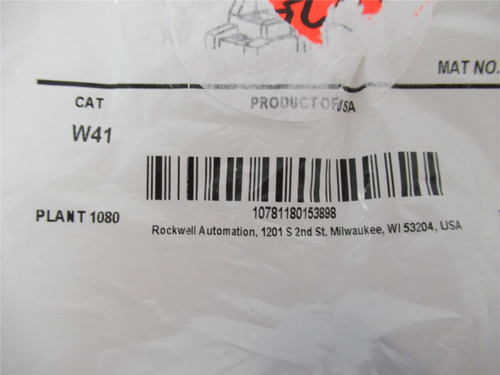 MAT NO.
CAT
PRODUCT OF USA
W41
10781180153898
PLANT 1080
Rockwell Automation, 1201 S 2nd St. Milwaukee, WI 53204, USA